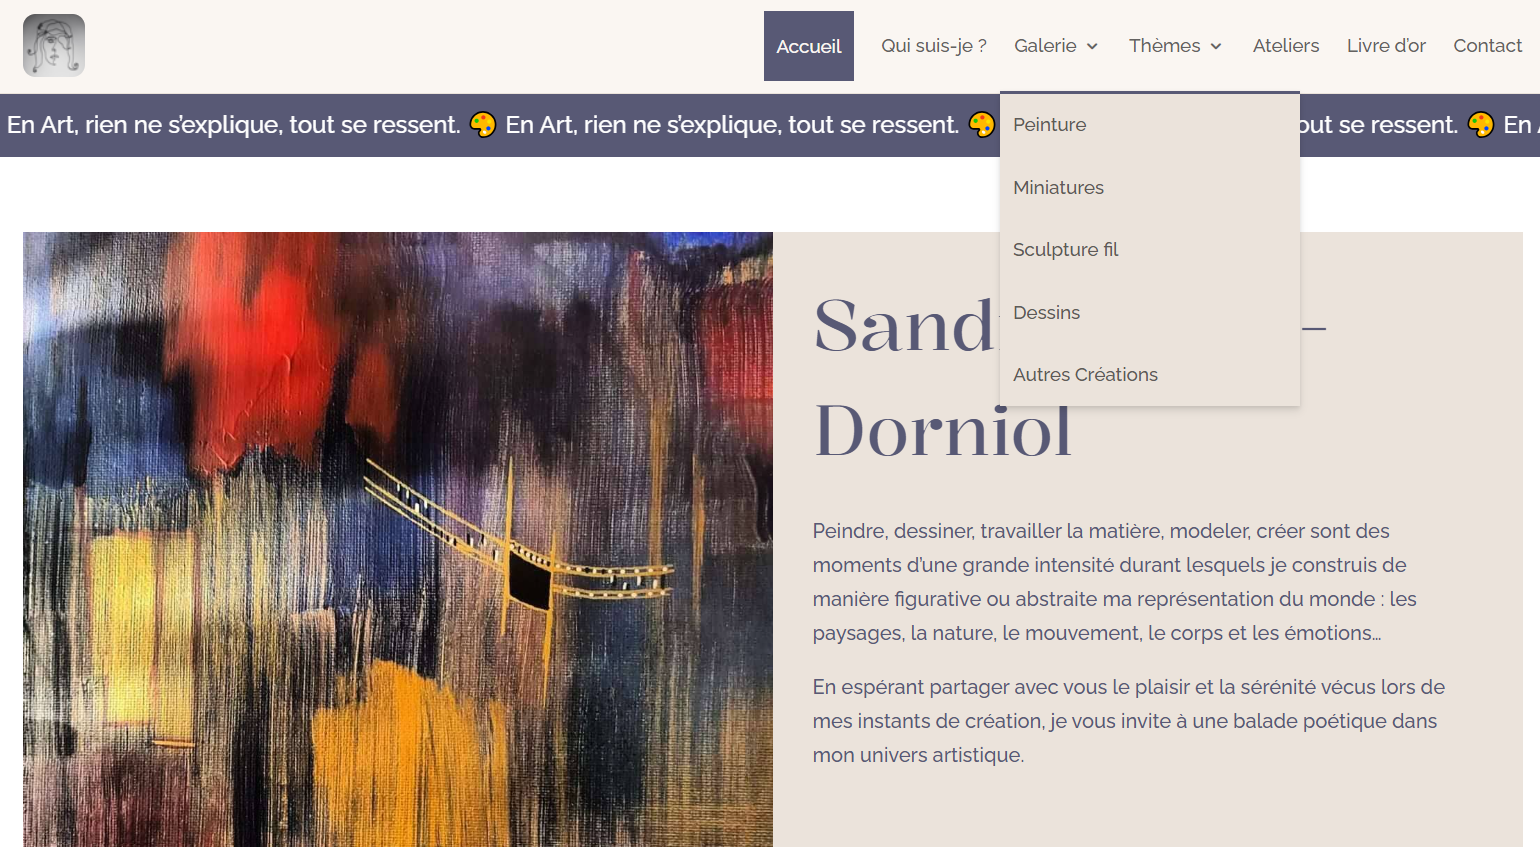 Accueil
Qui suis-je ?
Galerie
Thèmes
Ateliers
Livre d'or
Contact
En Art, rien ne s'explique, tout se ressent. 🎨 En Art, rien ne s'explique, tout se ressent. 🎨
out se ressent. 🎨 En
Peinture
Miniatures
Sculpture fil
Dessins
Autres Créations
Sand –
Dorniol
Peindre, dessiner, travailler la matière, modeler, créer sont des
moments d'une grande intensité durant lesquels je construis de
manière figurative ou abstraite ma représentation du monde : les
paysages, la nature, le mouvement, le corps et les émotions…
En espérant partager avec vous le plaisir et la sérénité vécus lors de
mes instants de création, je vous invite à une balade poétique dans
mon univers artistique.